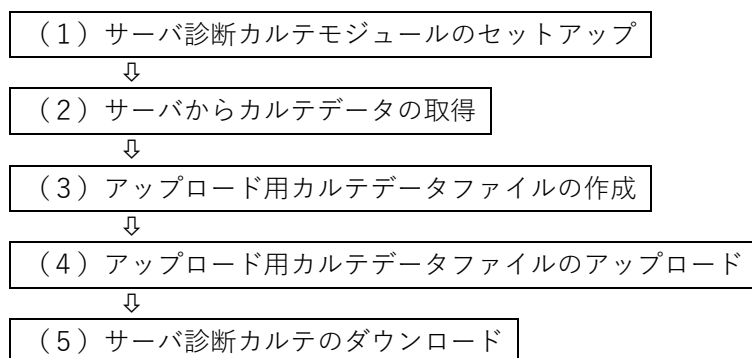 （1）サーバ診断カルテモジュールのセットアップ
⇩
（2）サーバからカルテデータの取得
⇩
（3）アップロード用カルテデータファイルの作成
⇩
（4）アップロード用カルテデータファイルのアップロード
⇩
（5）サーバ診断カルテのダウンロード